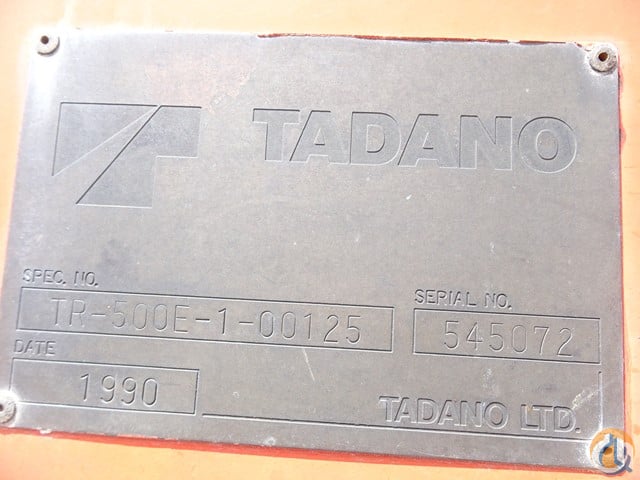 TADANO
SPEC. NO.
TR-500E-1-00125
SERIAL NO.
545072
DATE
1990
TADANO LTD.